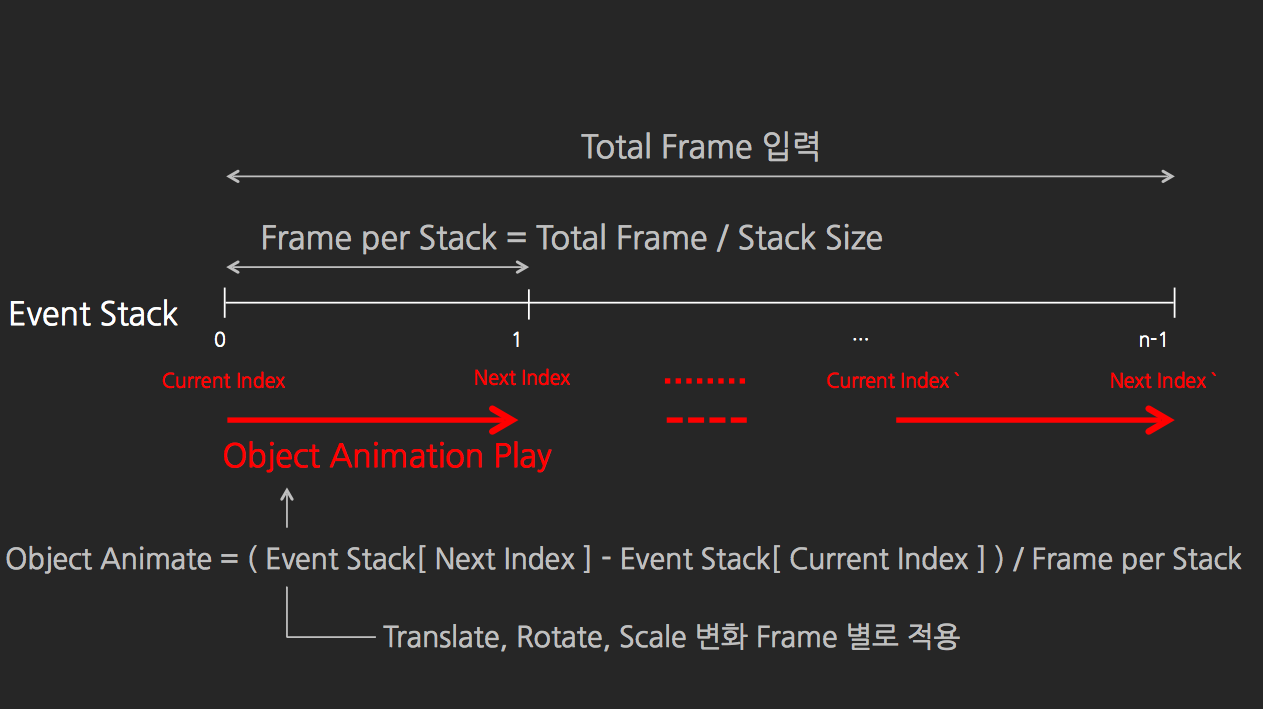 Total Frame 입력
Frame per Stack = Total Frame / Stack Size
Event Stack
0 1 ... n-1
Current Index Next Index Current Index ` Next Index `
Object Animation Play
Object Animate = ( Event Stack[ Next Index ] - Event Stack[ Current Index ] ) / Frame per Stack
Translate, Rotate, Scale 변화 Frame 별로 적용